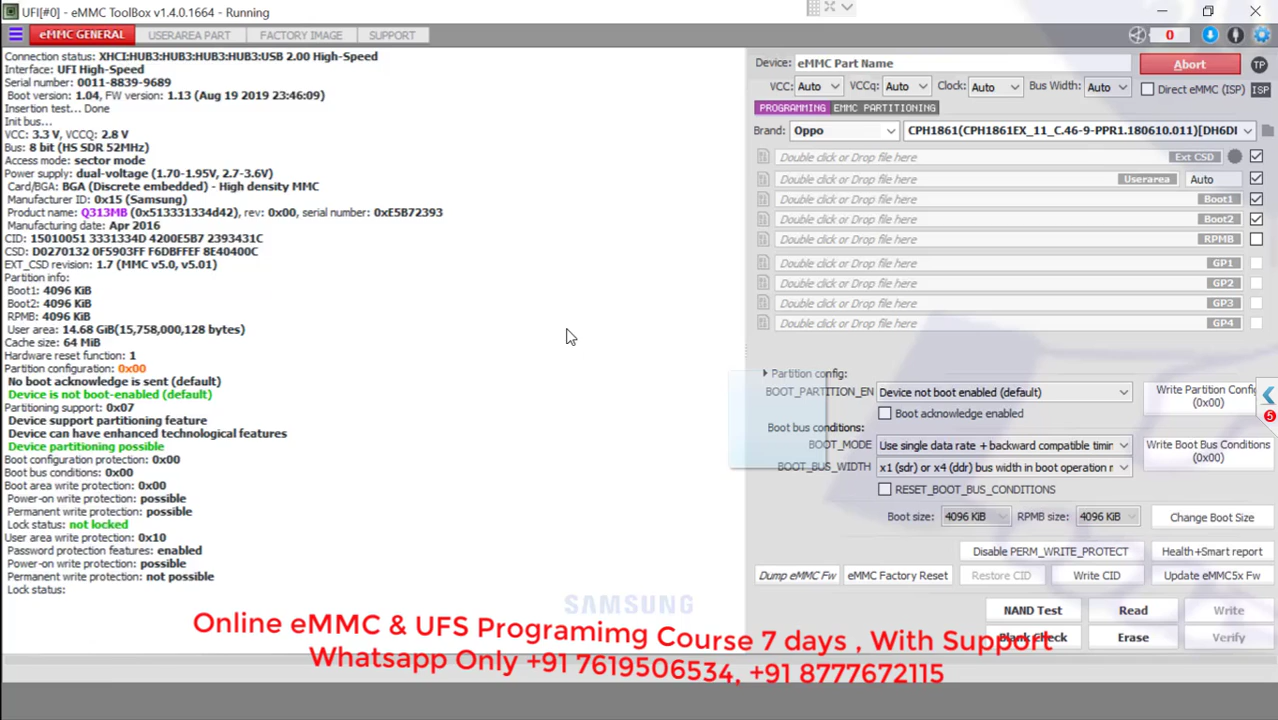 UFI[#0] - eMMC ToolBox v1.4.0.1664 - Running
eMMC GENERAL USERAREA PART FACTORY IMAGE SUPPORT
0
Connection status: XHCI:HUB3:HUB3:HUB3:HUB3:USB 2.00 High-Speed
Interface: UFI High-Speed
Serial number: 0011-8839-9689
Boot version: 1.04, FW version: 1.13 (Aug 19 2019 23:46:09)
Insertion test... Done
Init bus...
VCC: 3.3 V, VCCQ: 2.8 V
Bus: 8 bit (HS SDR 52MHz)
Access mode: sector mode
Power supply: dual-voltage (1.70-1.95V, 2.7-3.6V)
Card/BGA: BGA (Discrete embedded) - High density MMC
Manufacturer ID: 0x15 (Samsung)
Product name: Q313MB (0x513331334d42), rev: 0x00, serial number: 0xE5B72393
Manufacturing date: Apr 2016
CID: 15010051 3331334D 4200E5B7 2393431C
CSD: D0270132 0F5903FF F6DBFFEF 8E40400C
EXT_CSD revision: 1.7 (MMC v5.0, v5.01)
Partition info:
Boot1: 4096 KiB
Boot2: 4096 KiB
RPMB: 4096 KiB
User area: 14.68 GiB(15,758,000,128 bytes)
Cache size: 64 MiB
Hardware reset function: 1
Partition configuration: 0x00
No boot acknowledge is sent (default)
Device is not boot-enabled (default)
Partitioning support: 0x07
Device support partitioning feature
Device can have enhanced technological features
Device partitioning possible
Boot configuration protection: 0x00
Boot bus conditions: 0x00
Boot area write protection: 0x00
Power-on write protection: possible
Permanent write protection: possible
Lock status: not locked
User area write protection: 0x10
Password protection features: enabled
Power-on write protection: possible
Permanent write protection: not possible
Lock status:
Device: eMMC Part Name Abort TP
VCC: Auto VCCq: Auto Clock: Auto Bus Width: Auto Direct eMMC (ISP) ISP
PROGRAMMING EMMC PARTITIONING
Brand: Oppo CPH1861(CPH1861EX_11_C.46-9-PPR1.180610.011)[DH6DI
Double click or Drop file here Ext CSD
Double click or Drop file here Userarea Auto
Double click or Drop file here Boot1
Double click or Drop file here Boot2
Double click or Drop file here RPMB
Double click or Drop file here GP1
Double click or Drop file here GP2
Double click or Drop file here GP3
Double click or Drop file here GP4
Partition config:
BOOT_PARTITION_EN Device not boot enabled (default) Write Partition Config (0x00)
Boot acknowledge enabled
5
Boot bus conditions:
BOOT_MODE Use single data rate + backward compatible timin Write Boot Bus Conditions (0x00)
BOOT_BUS_WIDTH x1 (sdr) or x4 (ddr) bus width in boot operation m
RESET_BOOT_BUS_CONDITIONS
Boot size: 4096 KiB RPMB size: 4096 KiB Change Boot Size
Disable PERM_WRITE_PROTECT Health+Smart report
Dump eMMC Fw eMMC Factory Reset Restore CID Write CID Update eMMC5x Fw
NAND Test Read Write
Blank Check Erase Verify
SAMSUNG
Online eMMC & UFS Programimg Course 7 days , With Support
Whatsapp Only +91 7619506534, +91 8777672115